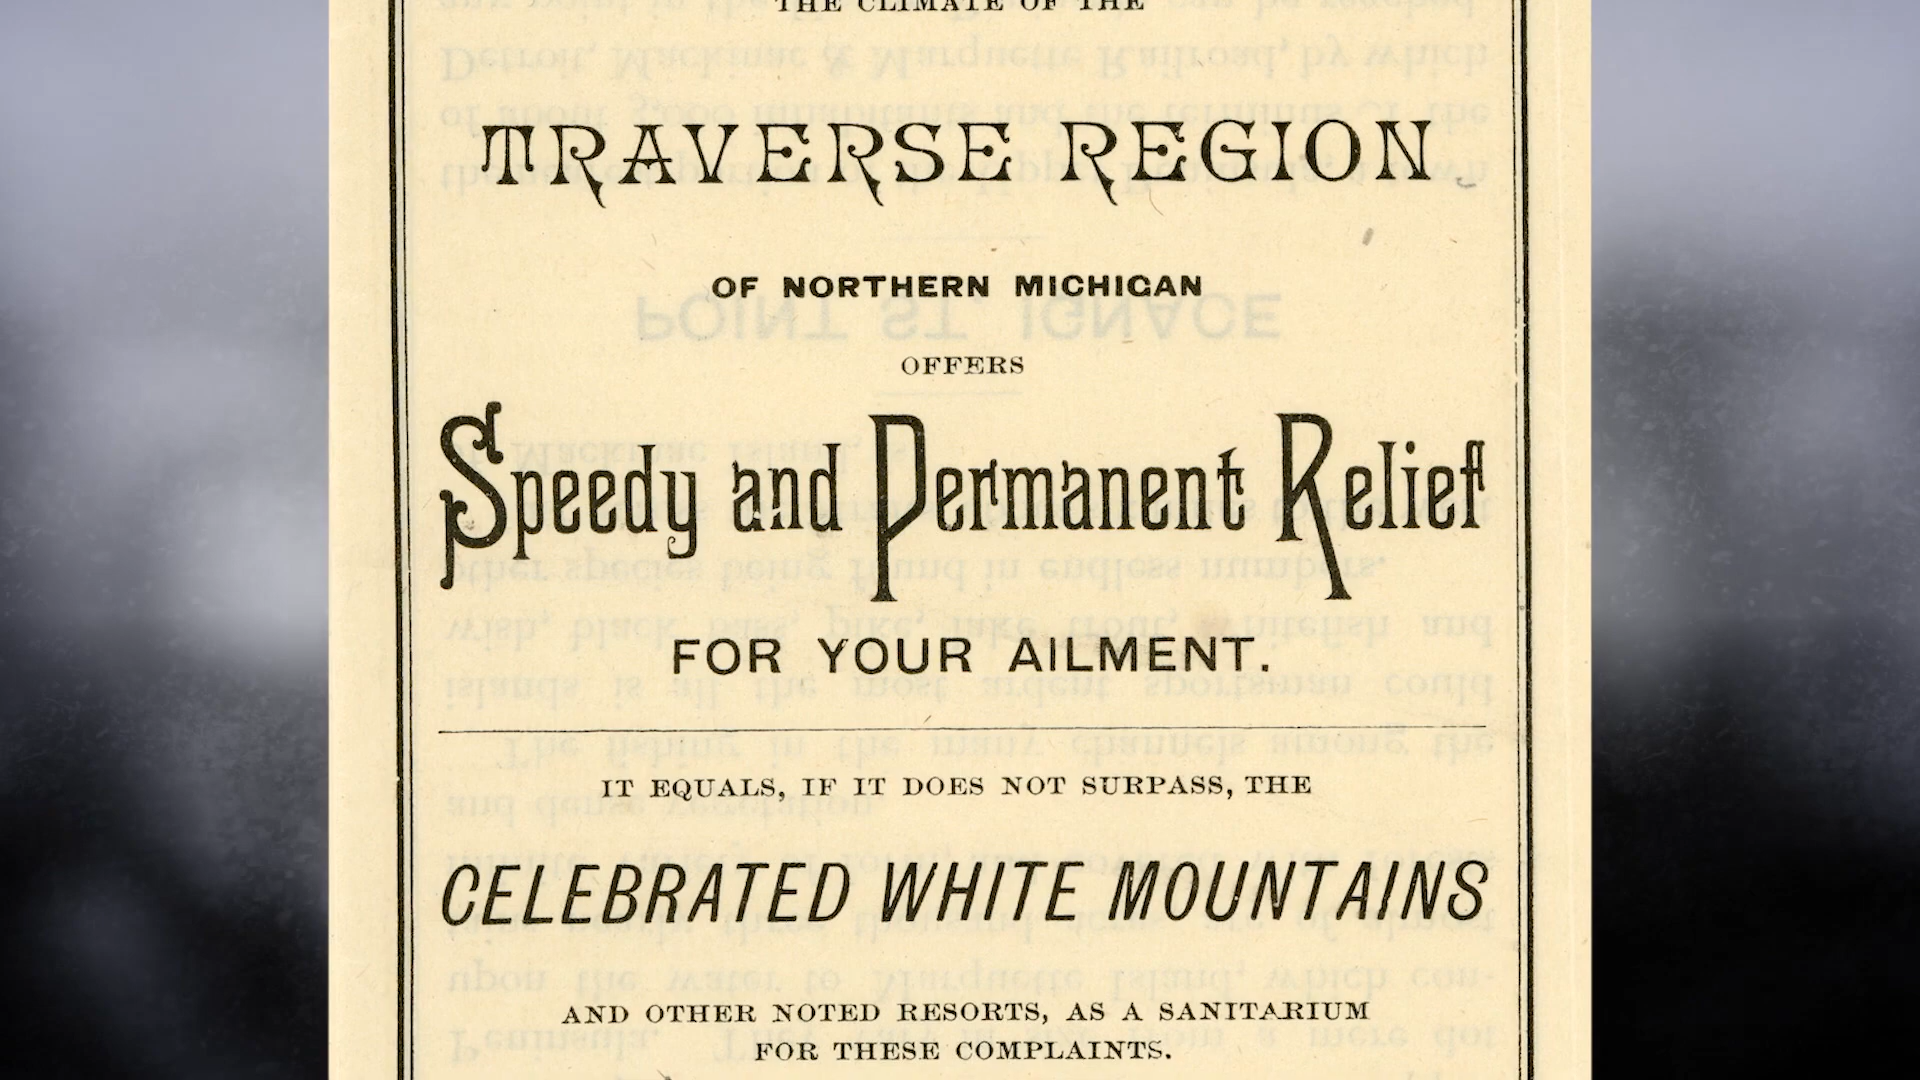 THE CLIMATE OF THE
TRAVERSE REGION
OF NORTHERN MICHIGAN
OFFERS
Speedy and Permanent Relief
FOR YOUR AILMENT.
IT EQUALS, IF IT DOES NOT SURPASS, THE
CELEBRATED WHITE MOUNTAINS
AND OTHER NOTED RESORTS, AS A SANITARIUM
FOR THESE COMPLAINTS.